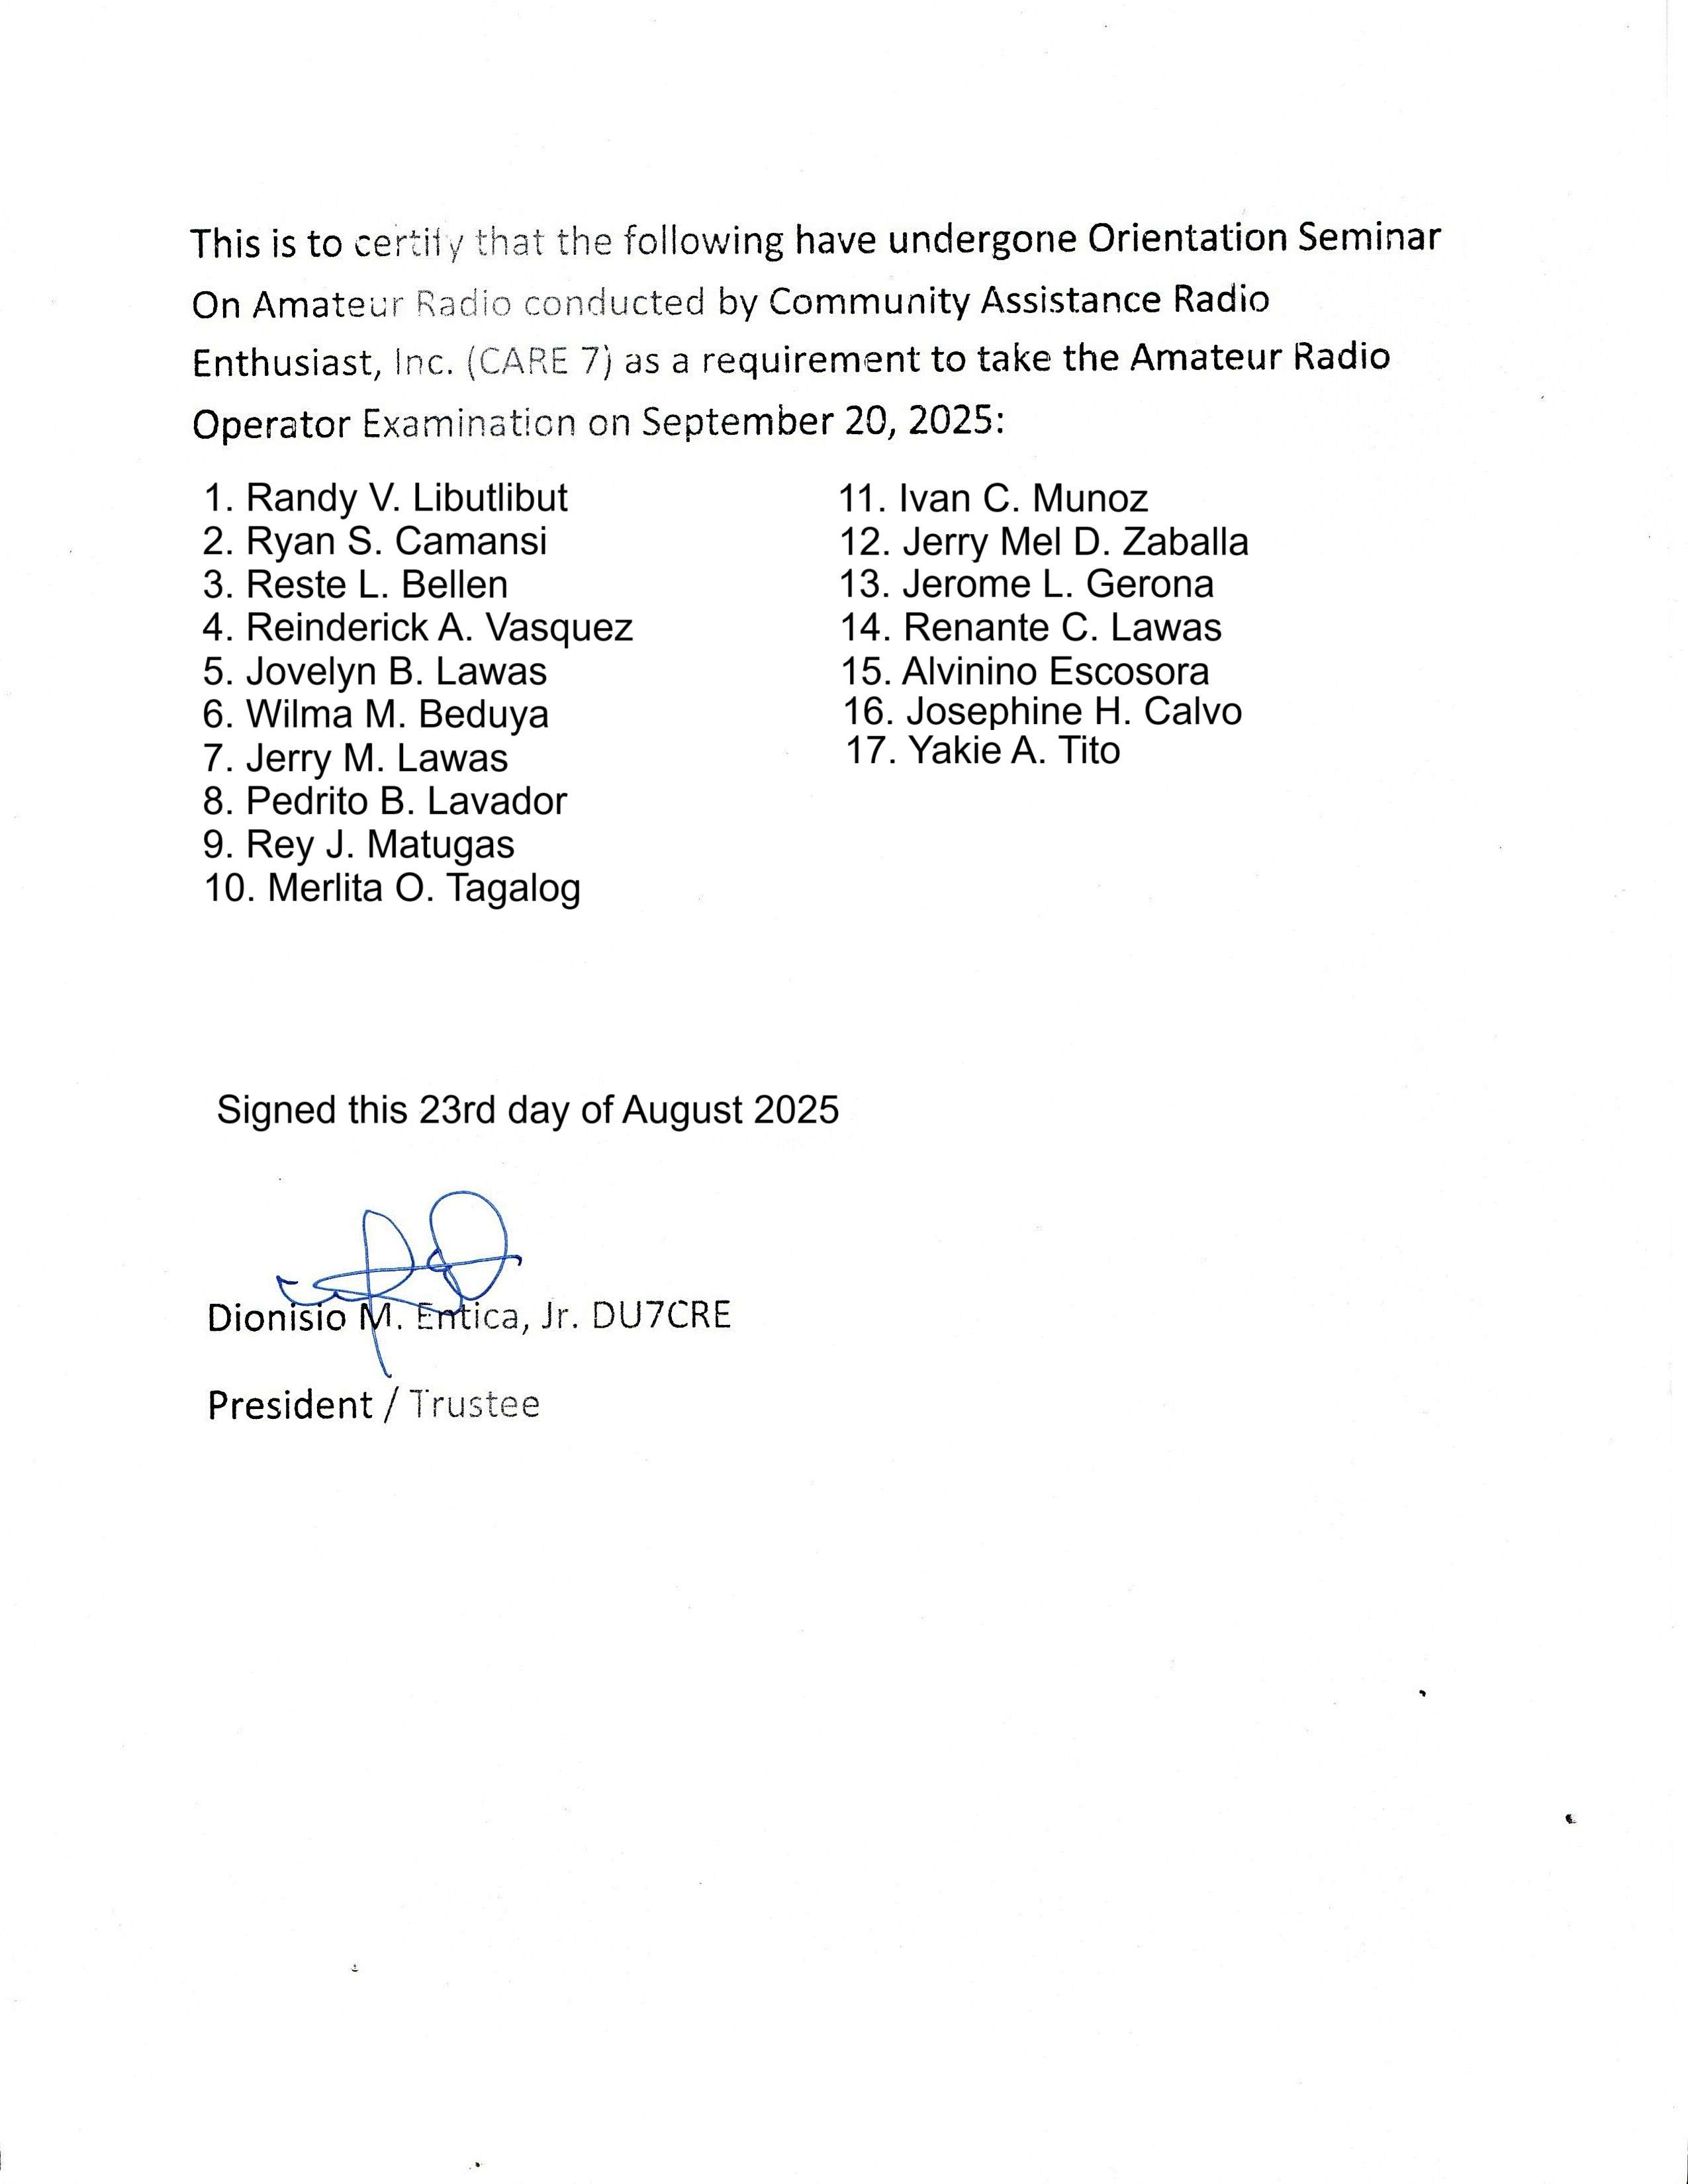 This is to certify that the following have undergone Orientation Seminar
On Amateur Radio conducted by Community Assistance Radio
Enthusiast, Inc. (CARE 7) as a requirement to take the Amateur Radio
Operator Examination on September 20, 2025:
1. Randy V. Libutlibut
2. Ryan S. Camansi
3. Reste L. Bellen
4. Reinderick A. Vasquez
5. Jovelyn B. Lawas
6. Wilma M. Beduya
7. Jerry M. Lawas
8. Pedrito B. Lavador
9. Rey J. Matugas
10. Merlita O. Tagalog
11. Ivan C. Munoz
12. Jerry Mel D. Zaballa
13. Jerome L. Gerona
14. Renante C. Lawas
15. Alvinino Escosora
16. Josephine H. Calvo
17. Yakie A. Tito
Signed this 23rd day of August 2025
Dionisio M. Entica, Jr. DU7CRE
President / Trustee